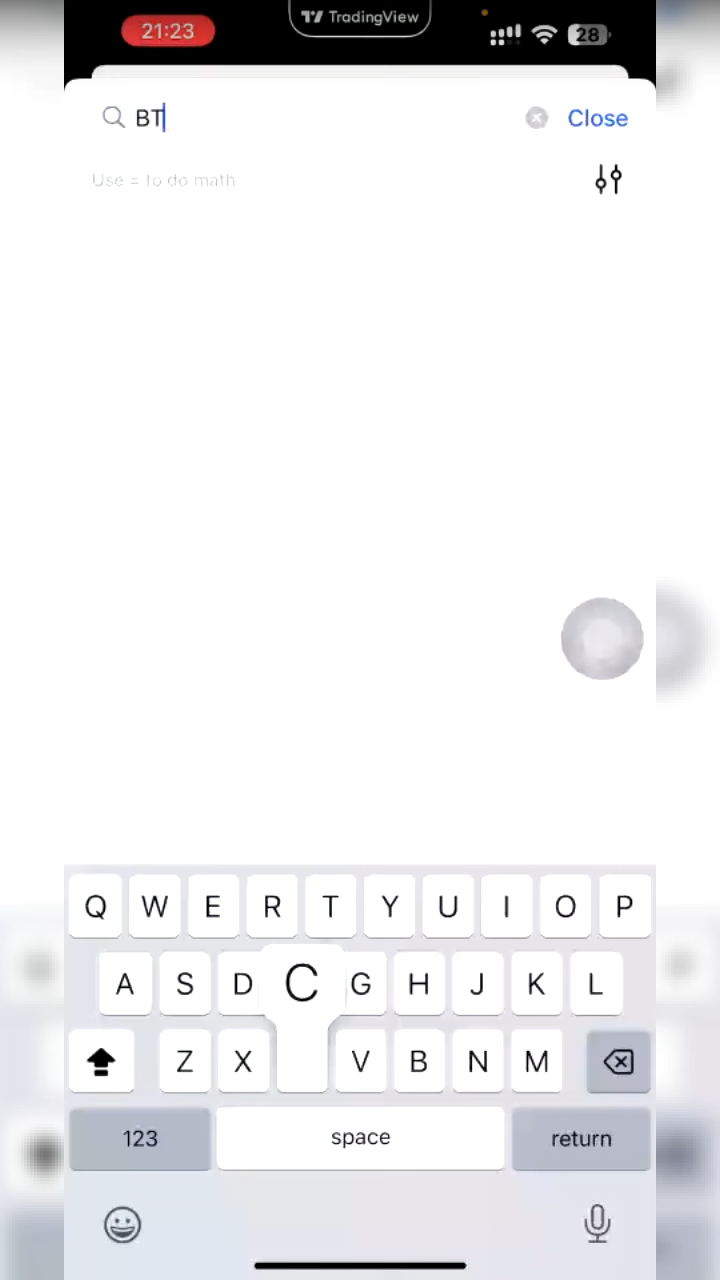 21:23
TradingView
28
BT
Close
Use = to do math
Q W E R T Y U I O P
A S D C G H J K L
Z X V B N M
123 space return